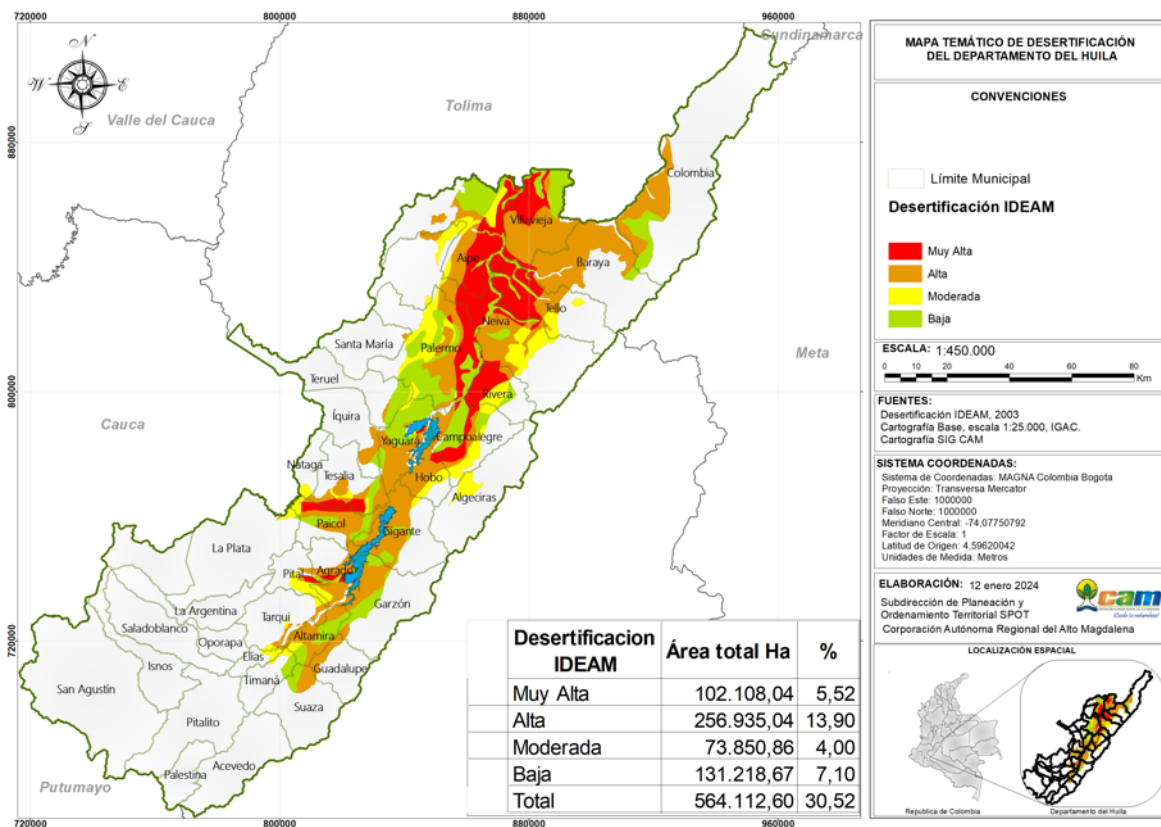 720000
800000
880000
960000
Cundinamarca
N
W
E
S
Tolima
Valle del Cauca
880000
880000
Colombia
Villavieja
Aipe
Baraya
Tello
Neiva
Santa María
Palermo
Meta
Teruel
800000
800000
Rivera
Cauca
Íquira
Yaguará
Campoalegre
Nátaga
Tesalia
Hobo
Algeciras
Paicol
Gigante
La Plata
Pital
Agrado
Garzón
La Argentina
Tarqui
Saladoblanco
Oporapa
Altamira
720000
720000
Elías
Isnos
Guadalupe
Timaná
San Agustín
Suaza
Pitalito
Acevedo
Palestina
Putumayo
720000
800000
880000
960000
Desertificacion IDEAM Área total Ha %
Muy Alta 102.108,04 5,52
Alta 256.935,04 13,90
Moderada 73.850,86 4,00
Baja 131.218,67 7,10
Total 564.112,60 30,52
MAPA TEMÁTICO DE DESERTIFICACIÓN
DEL DEPARTAMENTO DEL HUILA
CONVENCIONES
Límite Municipal
Desertificación IDEAM
Muy Alta
Alta
Moderada
Baja
ESCALA: 1:450.000
0 10 20 40 60 80
Km
FUENTES:
Desertificación IDEAM, 2003
Cartografía Base, escala 1:25.000, IGAC.
Cartografía SIG CAM
SISTEMA COORDENADAS:
Sistema de Coordenadas: MAGNA Colombia Bogota
Proyección: Transversa Mercator
Falso Este: 1000000
Falso Norte: 1000000
Meridiano Central: -74,07750792
Factor de Escala: 1
Latitud de Origen: 4,59620042
Unidades de Medida: Metros
ELABORACIÓN: 12 enero 2024
Subdirección de Planeación y
Ordenamiento Territorial SPOT
cam
Corporación Autónoma Regional del Alto Magdalena
LOCALIZACIÓN ESPACIAL
Republica de Colombia
Departamento del Huila